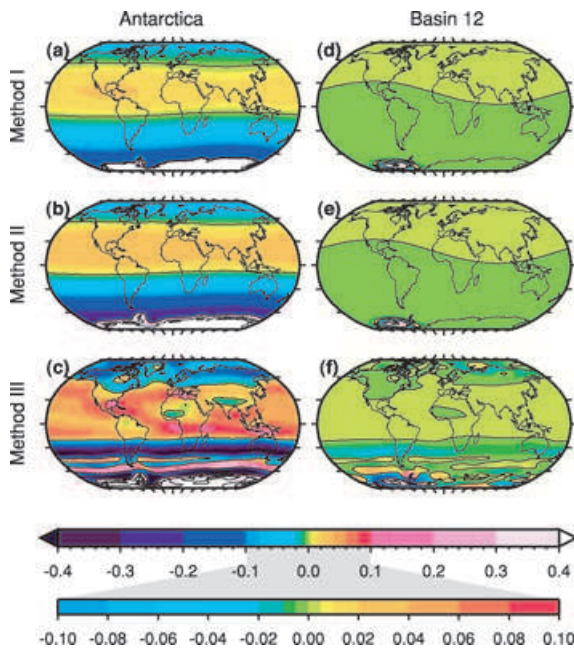 Antarctica Basin 12
Method I (a) (d)
Method II (b) (e)
Method III (c) (f)
-0.4 -0.3 -0.2 -0.1 0.0 0.1 0.2 0.3 0.4
-0.10 -0.08 -0.06 -0.04 -0.02 0.00 0.02 0.04 0.06 0.08 0.10